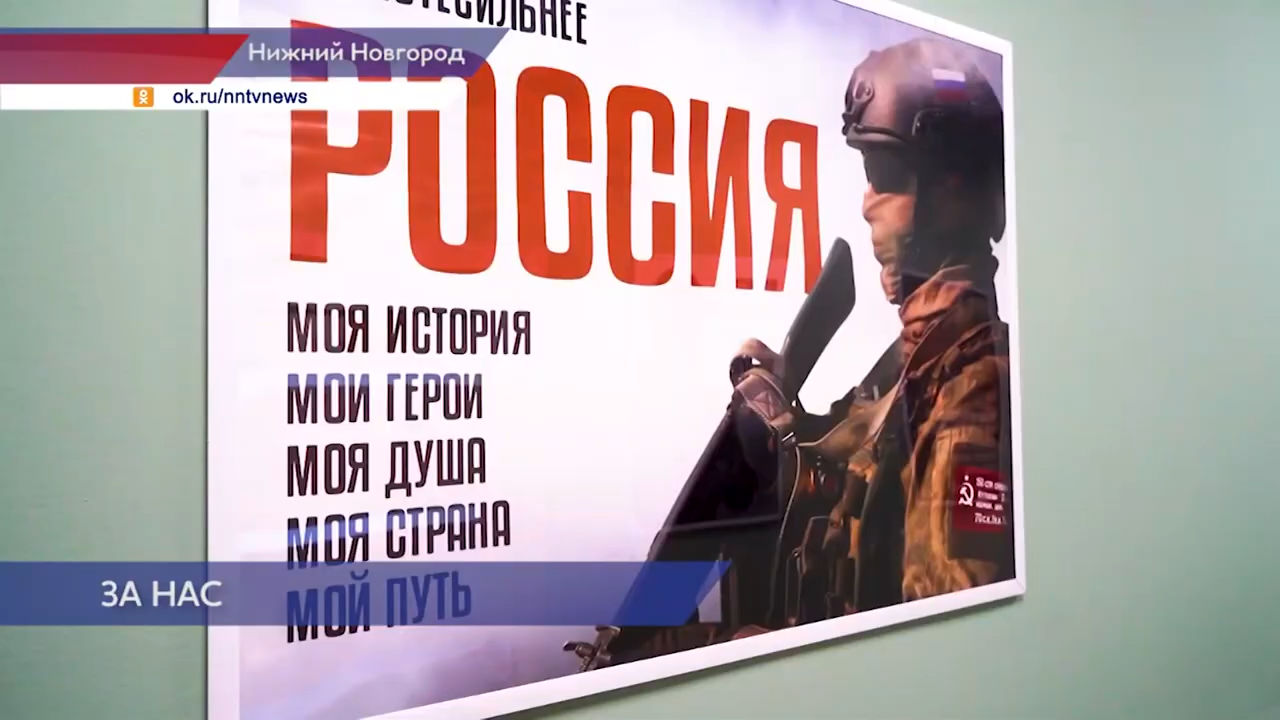 Нижний Новгород
ok.ru/nntvnews
РОССИЯ
МОЯ ИСТОРИЯ
МОИ ГЕРОИ
МОЯ ДУША
МОЯ СТРАНА
МОЙ ПУТЬ
ЗА НАС